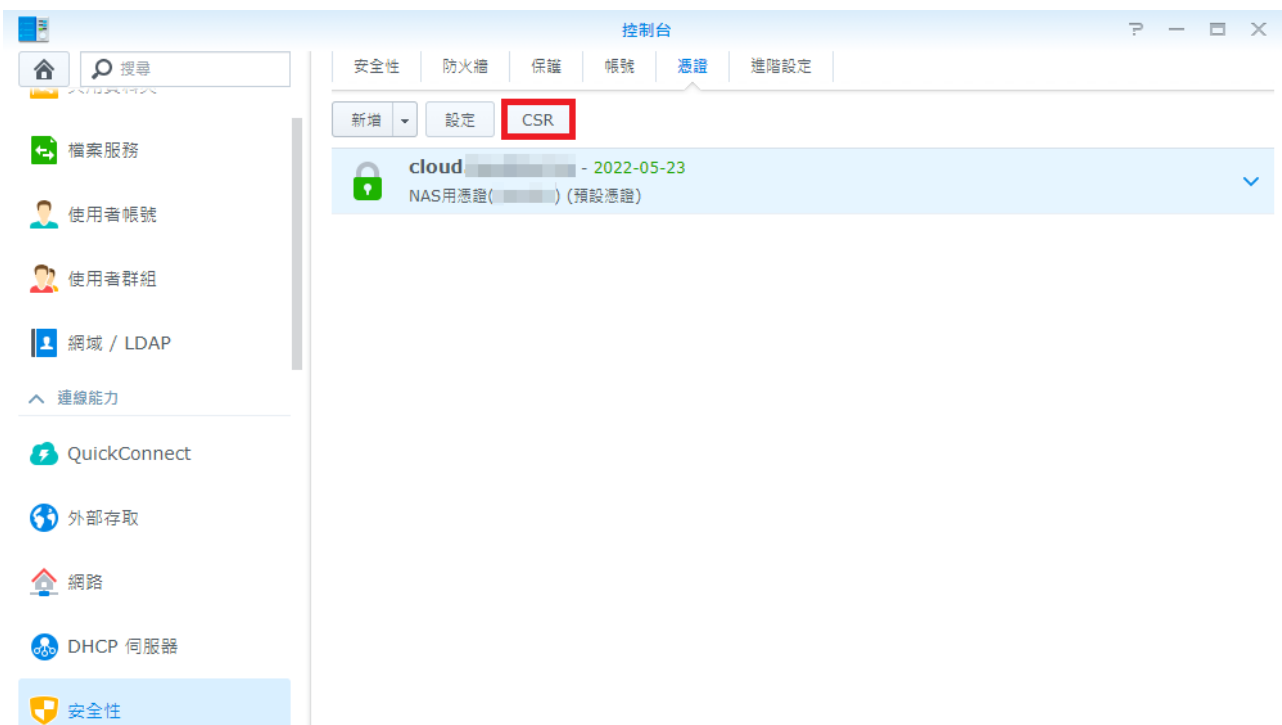 控制台
搜尋
安全性 防火牆 保護 帳號 憑證 進階設定
新增 設定 CSR
檔案服務
cloud - 2022-05-23
NAS用憑證( ) (預設憑證)
使用者帳號
使用者群組
網域 / LDAP
連線能力
QuickConnect
外部存取
網路
DHCP 伺服器
安全性